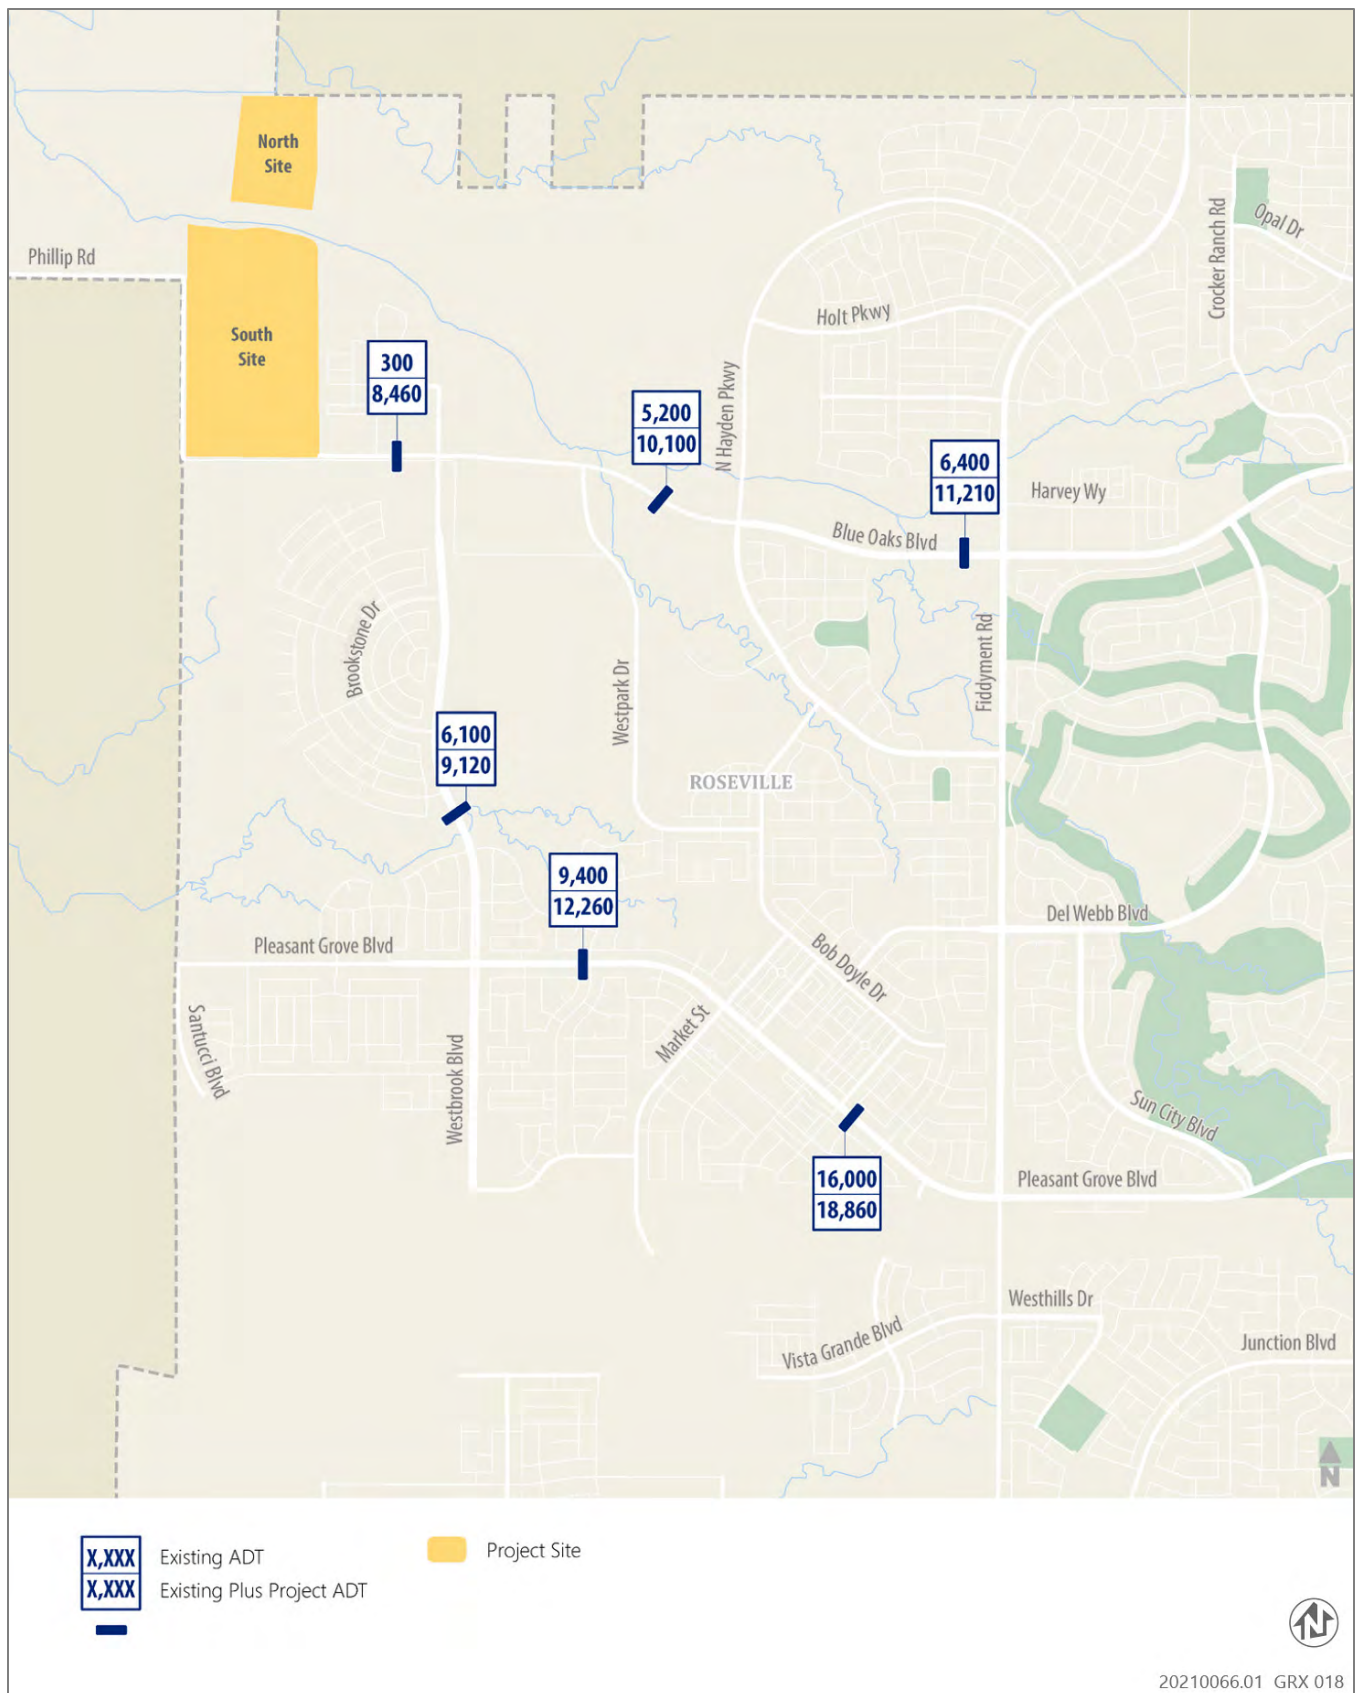 North
Site
Crocker Ranch Rd
Opal Dr
Phillip Rd
South
Site
Holt Pkwy
300
8,460
N Hayden Pkwy
5,200
10,100
6,400
11,210
Harvey Wy
Blue Oaks Blvd
Brookstone Dr
Westpark Dr
Fiddyment Rd
6,100
9,120
ROSEVILLE
9,400
12,260
Del Webb Blvd
Pleasant Grove Blvd
Bob Doyle Dr
Santucci Blvd
Market St
Westbrook Blvd
Sun City Blvd
16,000
18,860
Pleasant Grove Blvd
Westhills Dr
Vista Grande Blvd
Junction Blvd
N
X,XXX
Existing ADT
X,XXX
Existing Plus Project ADT
Project Site
N
20210066.01 GRX 018